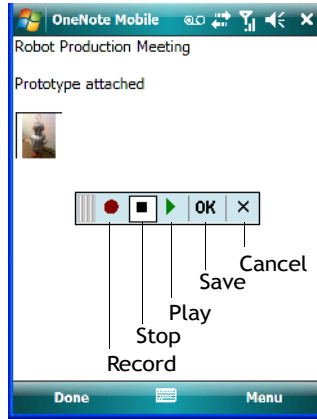 OneNote Mobile
Robot Production Meeting
Prototype attached
OK
Cancel
Save
Play
Stop
Record
Done Menu